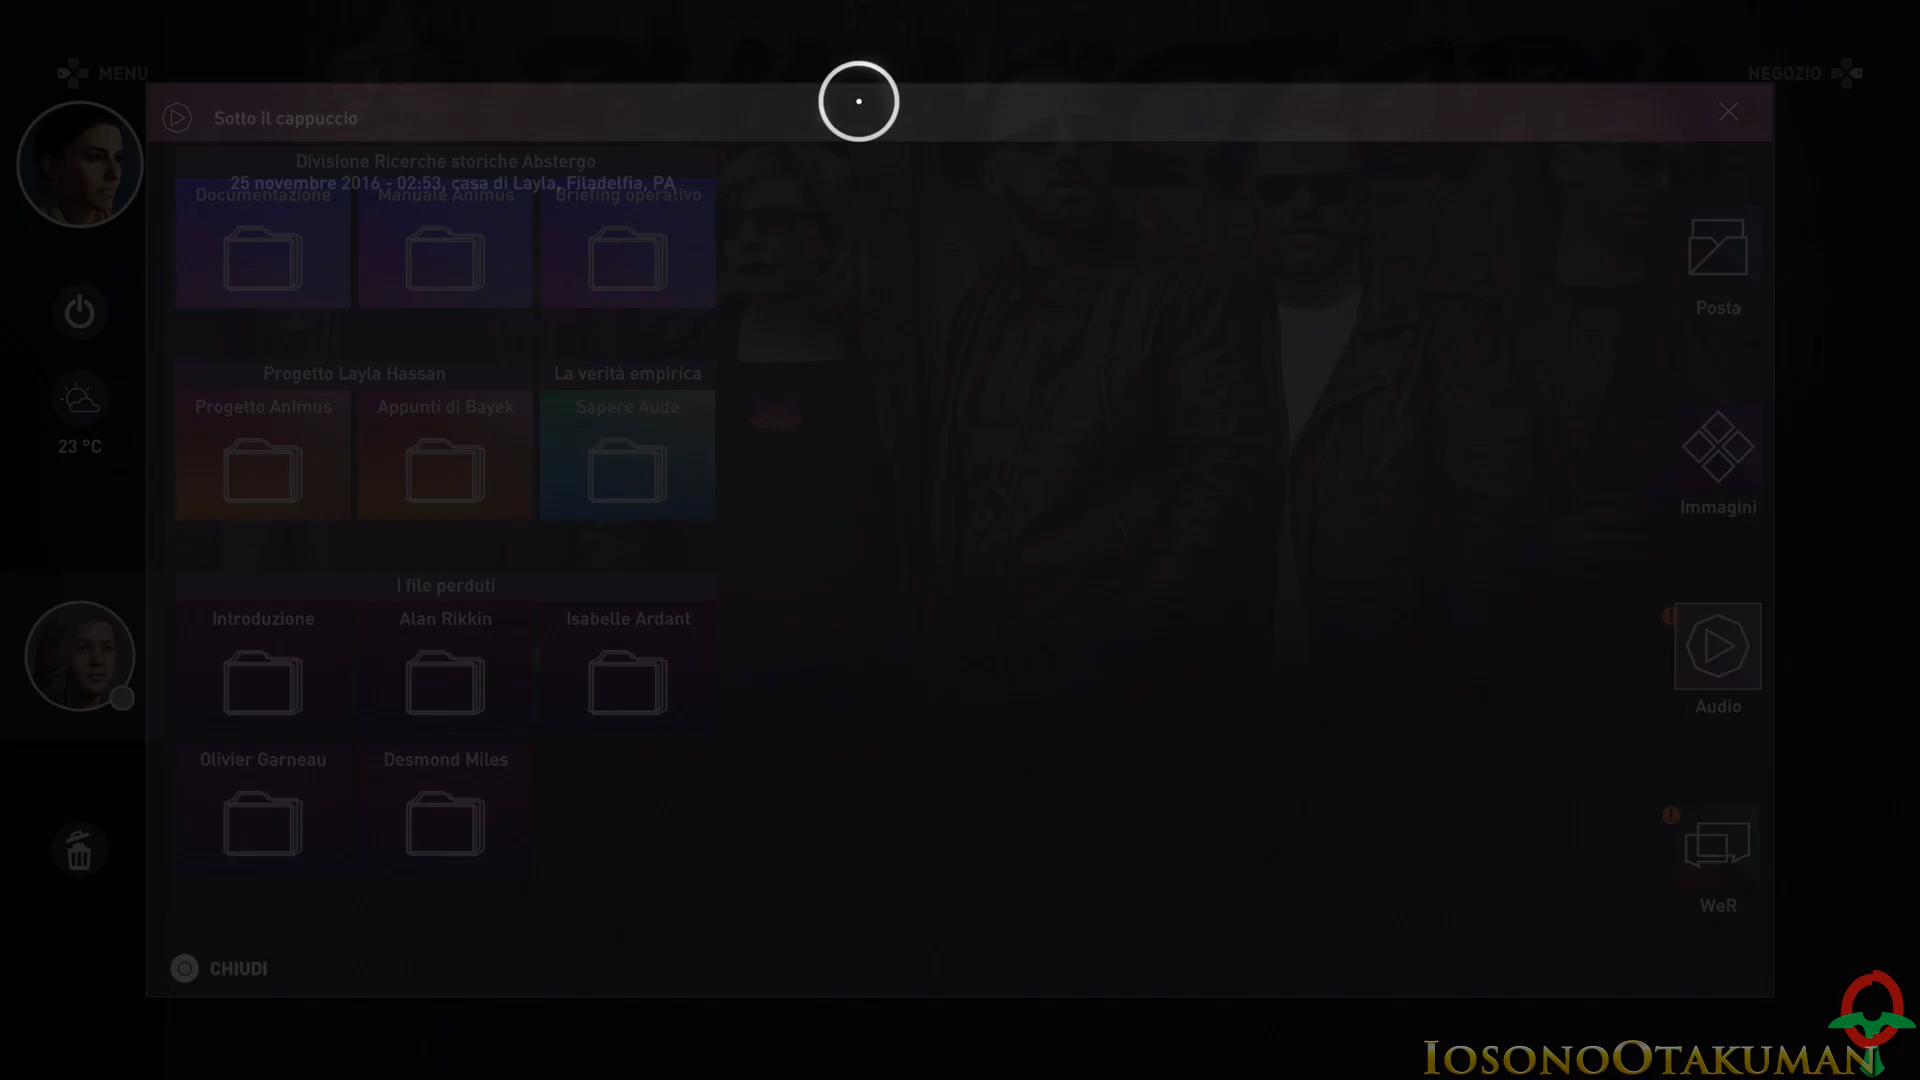 MENU
NEGOZIO
Sotto il cappuccio
Divisione Ricerche storiche Abstergo
25 novembre 2016 - 02:53, casa di Layla, Filadelfia, PA
Documentazione
Manuale Animus
Briefing operativo
Posta
Progetto Layla Hassan
La verità empirica
Progetto Animus
Appunti di Bayek
Sapere Aude
23 °C
Immagini
I file perduti
Introduzione
Alan Rikkin
Isabelle Ardant
Audio
Olivier Garneau
Desmond Miles
WeR
CHIUDI
IOSONOOTAKUMAN